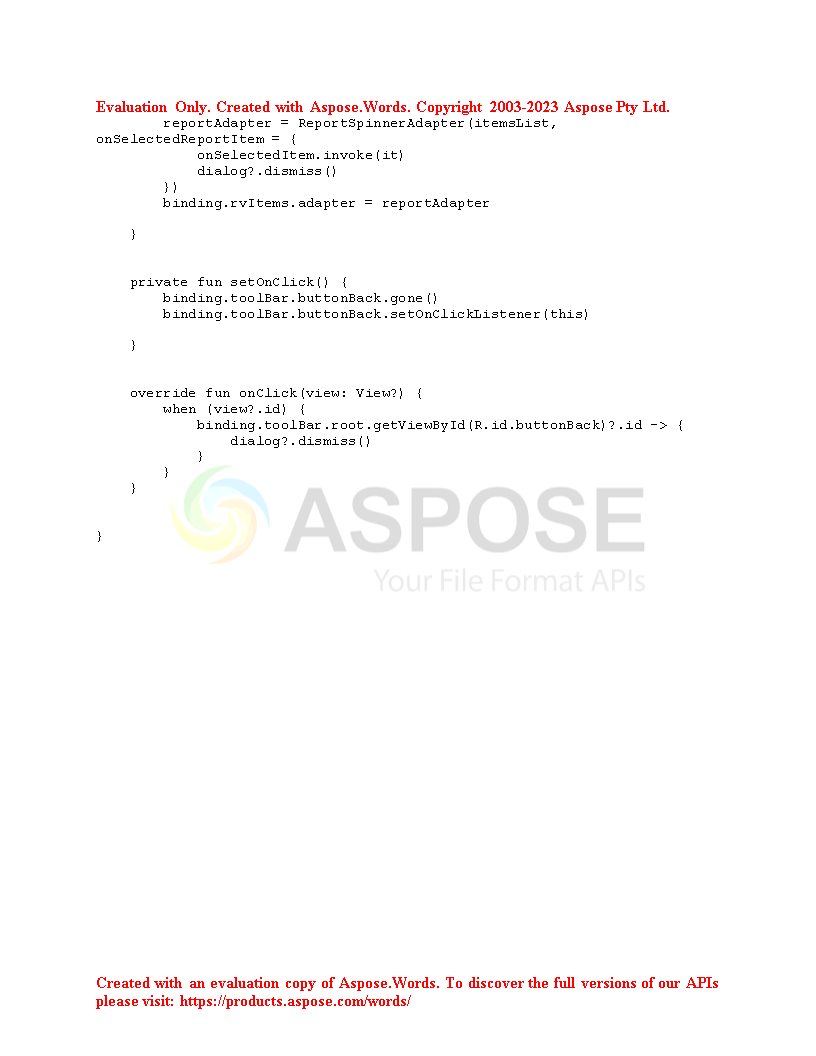 Evaluation Only. Created with Aspose.Words. Copyright 2003-2023 Aspose Pty Ltd.
        reportAdapter = ReportSpinnerAdapter(itemsList,
onSelectedReportItem = {
            onSelectedItem.invoke(it)
            dialog?.dismiss()
        })
        binding.rvItems.adapter = reportAdapter
    }
    private fun setOnClick() {
        binding.toolBar.buttonBack.gone()
        binding.toolBar.buttonBack.setOnClickListener(this)
    }
    override fun onClick(view: View?) {
        when (view?.id) {
            binding.toolBar.root.getViewById(R.id.buttonBack)?.id -> {
                dialog?.dismiss()
            }
        }
    }
}
ASPOSE
Your File Format APIs
Created with an evaluation copy of Aspose.Words. To discover the full versions of our APIs
please visit: https://products.aspose.com/words/